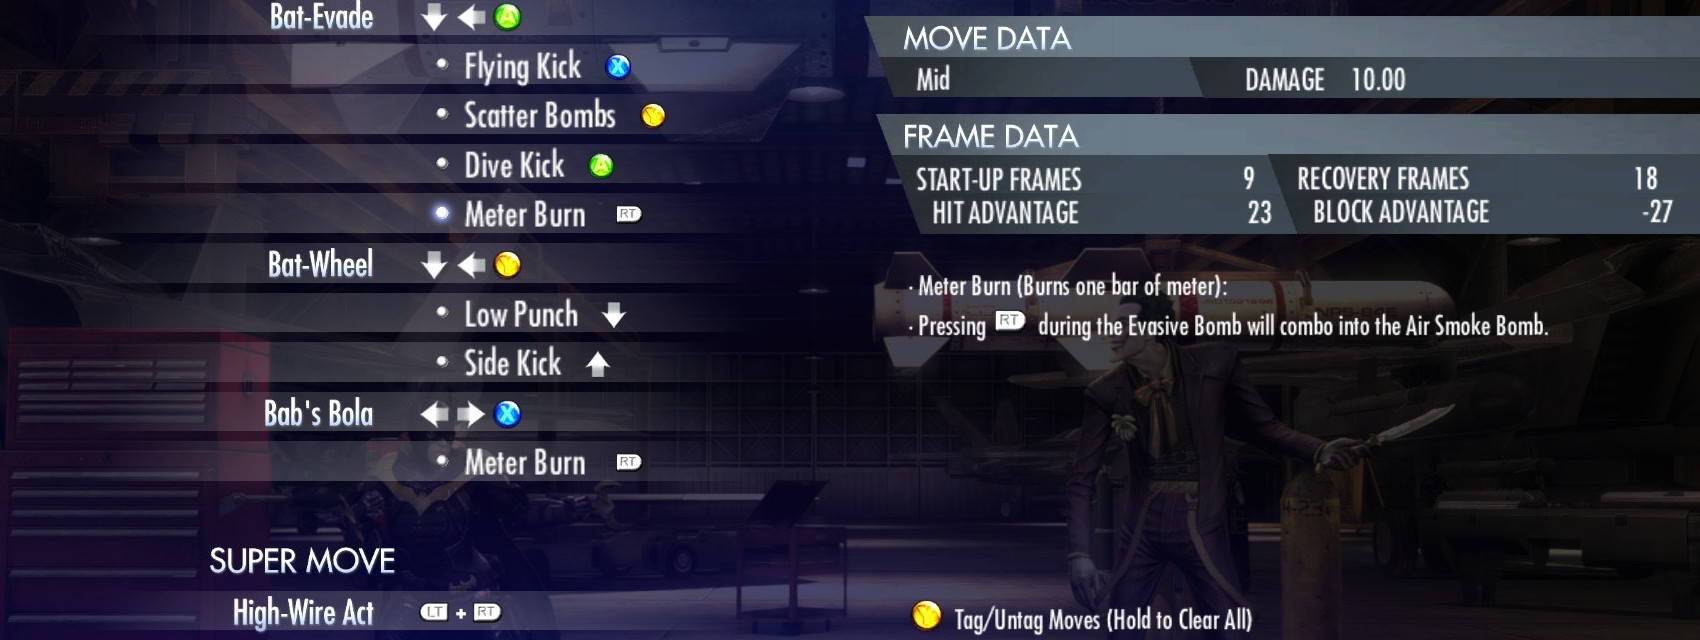 Bat-Evade A
Flying Kick X
Scatter Bombs Y
Dive Kick A
Meter Burn RT
Bat-Wheel Y
Low Punch
Side Kick
Bab's Bola X
Meter Burn RT
SUPER MOVE
High-Wire Act LT + RT
MOVE DATA
Mid DAMAGE 10.00
FRAME DATA
START-UP FRAMES 9 RECOVERY FRAMES 18
HIT ADVANTAGE 23 BLOCK ADVANTAGE -27
· Meter Burn (Burns one bar of meter):
· Pressing RT during the Evasive Bomb will combo into the Air Smoke Bomb.
Y Tag/Untag Moves (Hold to Clear All)